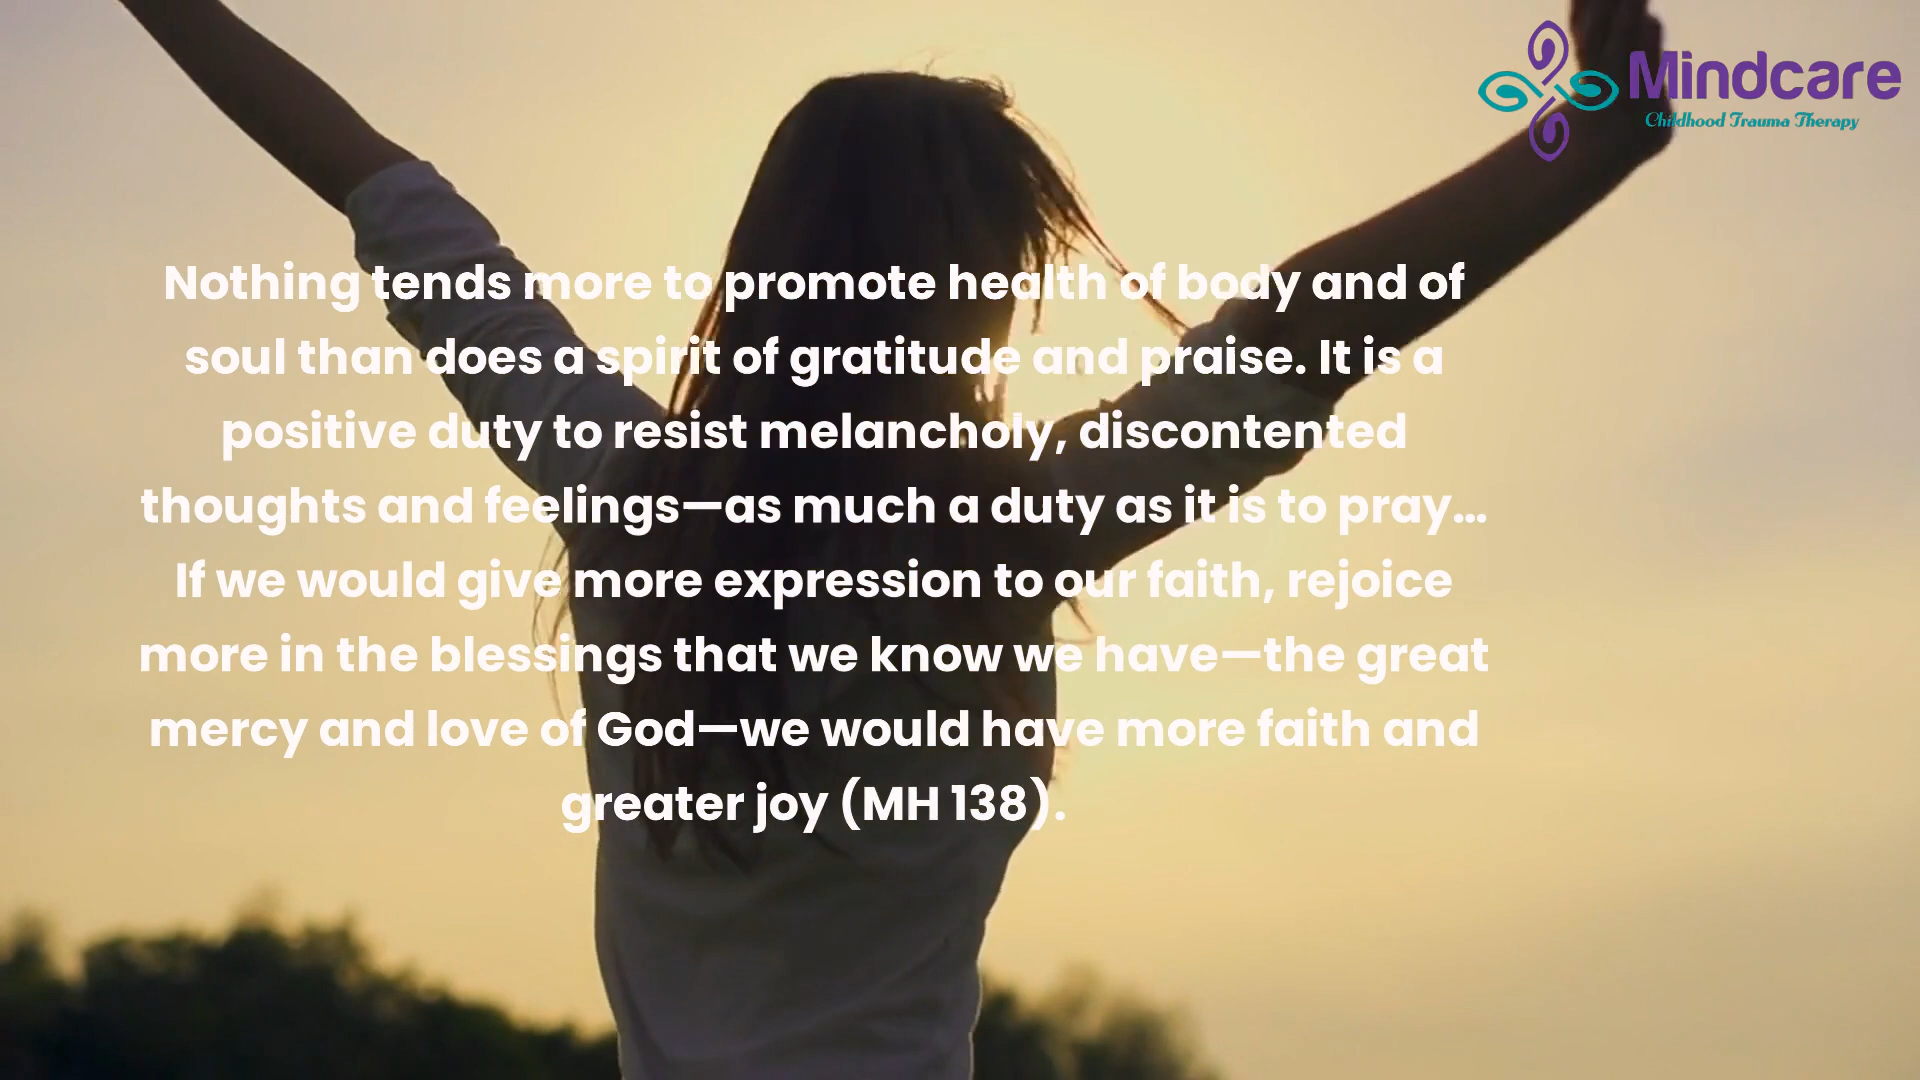 Mindcare
Childhood Trauma Therapy
Nothing tends more to promote health of body and of
soul than does a spirit of gratitude and praise. It is a
positive duty to resist melancholy, discontented
thoughts and feelings—as much a duty as it is to pray...
If we would give more expression to our faith, rejoice
more in the blessings that we know we have—the great
mercy and love of God—we would have more faith and
greater joy (MH 138).